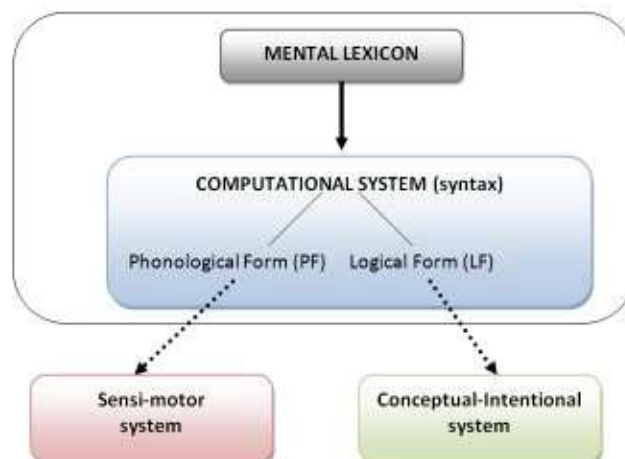 MENTAL LEXICON
COMPUTATIONAL SYSTEM (syntax)
Phonological Form (PF) Logical Form (LF)
Sensi-motor
system
Conceptual-Intentional
system